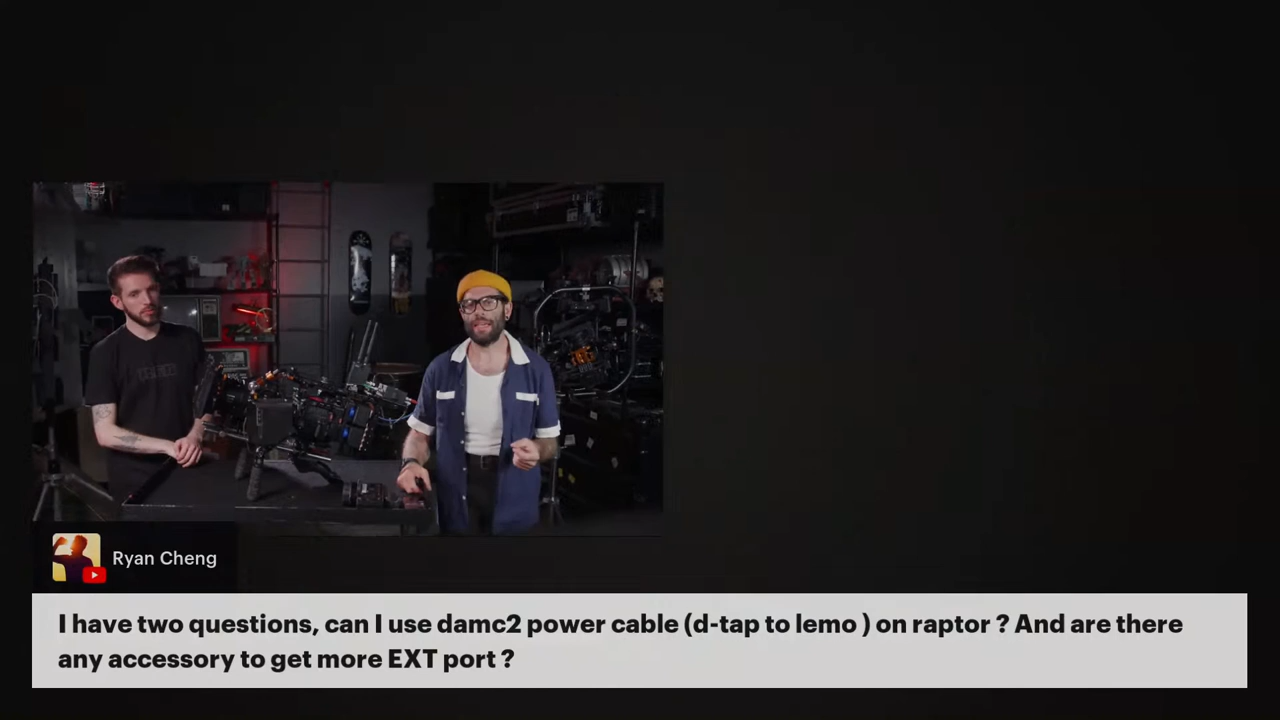 Ryan Cheng
I have two questions, can I use damc2 power cable (d-tap to lemo ) on raptor ? And are there
any accessory to get more EXT port ?